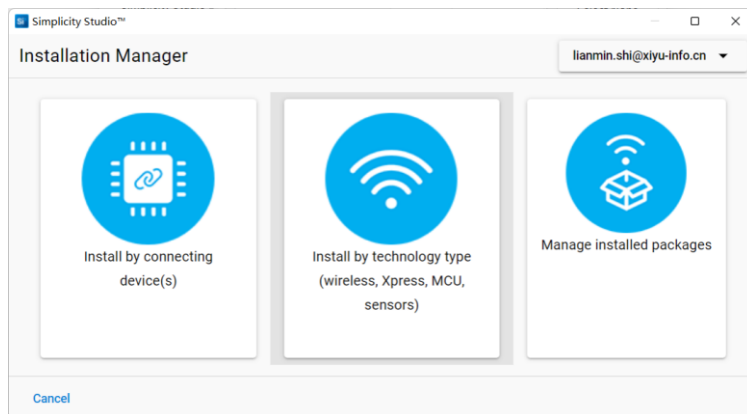 Simplicity Studio™
Installation Manager
lianmin.shi@xiyu-info.cn
Install by connecting
device(s)
Install by technology type
(wireless, Xpress, MCU,
sensors)
Manage installed packages
Cancel